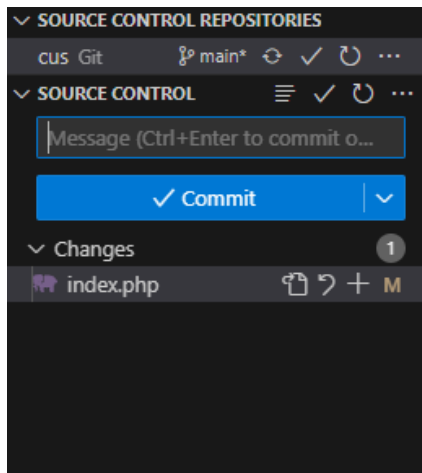 SOURCE CONTROL REPOSITORIES
cus Git main*
SOURCE CONTROL
Message (Ctrl+Enter to commit o...
Commit
Changes 1
index.php M